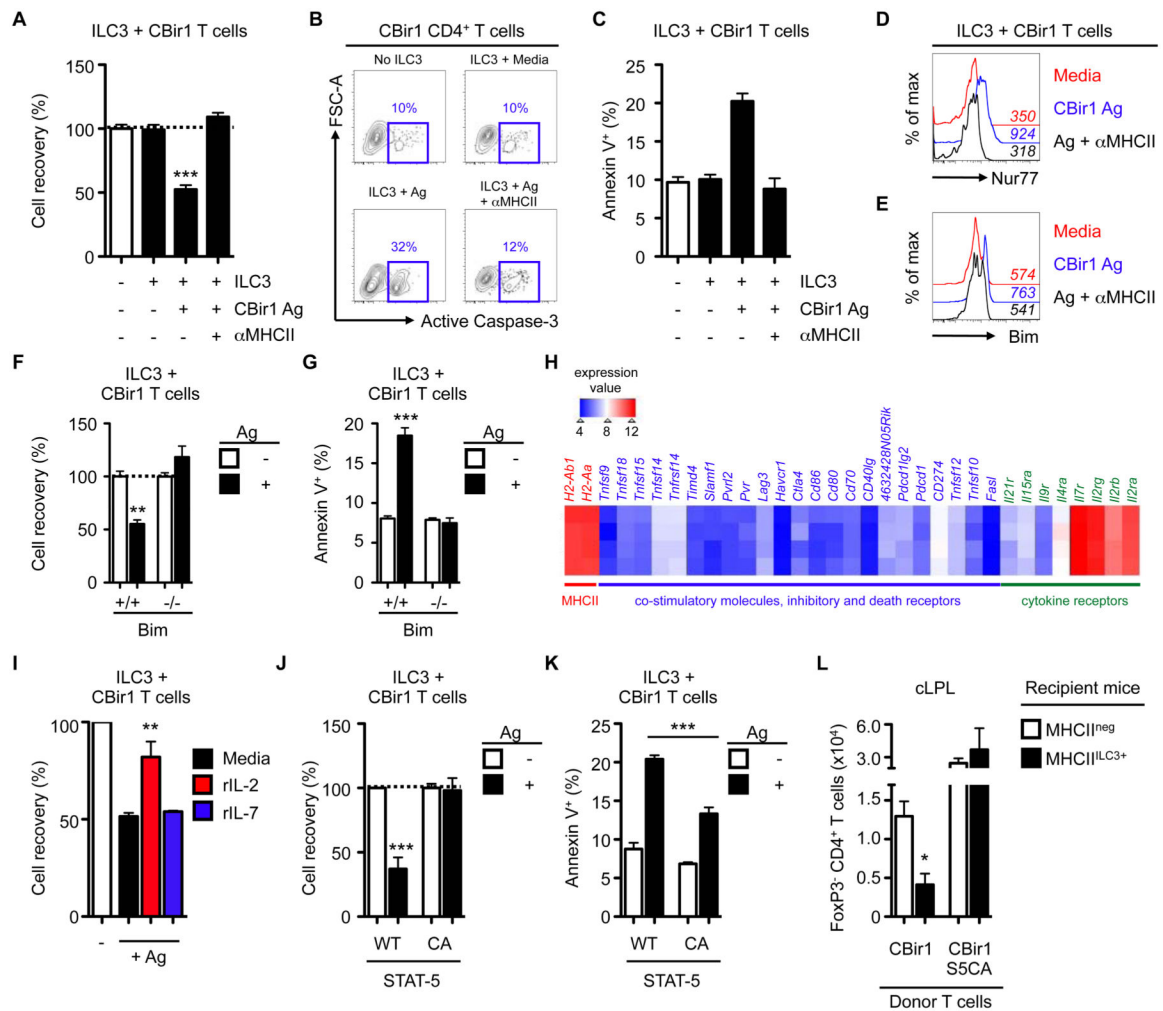 A
ILC3 + CBir1 T cells
Cell recovery (%)
150
100
50
0
***
- + + + ILC3
- - + + CBir1 Ag
- - - + αMHCII
B
CBir1 CD4+ T cells
FSC-A
No ILC3
ILC3 + Media
10%
10%
ILC3 + Ag
ILC3 + Ag
+ αMHCII
32%
12%
Active Caspase-3
C
ILC3 + CBir1 T cells
Annexin V+ (%)
25
20
15
10
5
0
- + + + ILC3
- - + + CBir1 Ag
- - - + αMHCII
D
ILC3 + CBir1 T cells
% of max
350
924
318
Media
CBir1 Ag
Ag + αMHCII
Nur77
E
% of max
574
763
541
Media
CBir1 Ag
Ag + αMHCII
Bim
F
ILC3 +
CBir1 T cells
Cell recovery (%)
150
100
50
0
**
+/+ -/-
Bim
Ag
-
+
G
ILC3 +
CBir1 T cells
Annexin V+ (%)
20
15
10
5
0
***
+/+ -/-
Bim
Ag
-
+
H
expression
value
4 8 12
H2-Ab1
H2-Aa
Tnfsf9
Tnfsf18
Tnfsf15
Tnfsf14
Tnfrsf14
Timd4
Slamf1
Pvrl2
Pvr
Lag3
Havcr1
Ctla4
Cd86
Cd80
Cd70
CD40lg
4632428N05Rik
Pdcd1lg2
Pdcd1
CD274
Tnfsf12
Tnfsf10
Fasl
Il21r
Il15ra
Il9r
Il4ra
Il7r
Il2rg
Il2rb
Il2ra
MHCII
co-stimulatory molecules, inhibitory and death receptors
cytokine receptors
I
ILC3 +
CBir1 T cells
Cell recovery (%)
100
50
0
**
-
+ Ag
Media
rIL-2
rIL-7
J
ILC3 +
CBir1 T cells
Cell recovery (%)
150
100
50
0
***
WT CA
STAT-5
Ag
-
+
K
ILC3 +
CBir1 T cells
Annexin V+ (%)
25
20
15
10
5
0
***
WT CA
STAT-5
Ag
-
+
L
cLPL
FoxP3- CD4+ T cells (x104)
6.0
3.0
1.5
1.0
0.5
0
*
CBir1
CBir1
S5CA
Donor T cells
Recipient mice
MHCIIneg
MHCIIILC3+